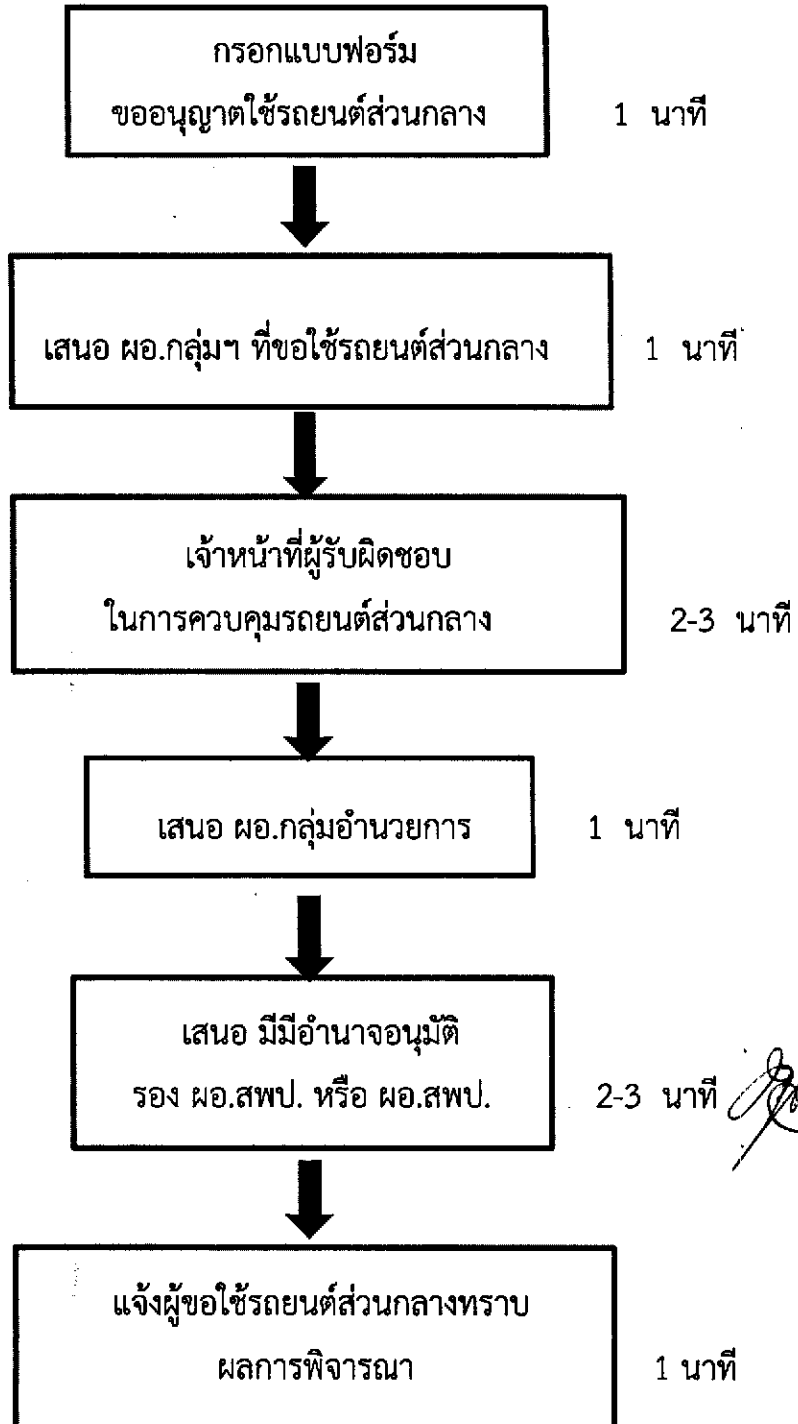 กรอกแบบฟอร์ม
ขออนุญาตใช้รถยนต์ส่วนกลาง 1 นาที
เสนอ ผอ.กลุ่มฯ ที่ขอใช้รถยนต์ส่วนกลาง 1 นาที
เจ้าหน้าที่ผู้รับผิดชอบ
ในการควบคุมรถยนต์ส่วนกลาง 2-3 นาที
เสนอ ผอ.กลุ่มอำนวยการ 1 นาที
เสนอ มีมีอำนาจอนุมัติ
รอง ผอ.สพป. หรือ ผอ.สพป. 2-3 นาที
แจ้งผู้ขอใช้รถยนต์ส่วนกลางทราบ
ผลการพิจารณา 1 นาที